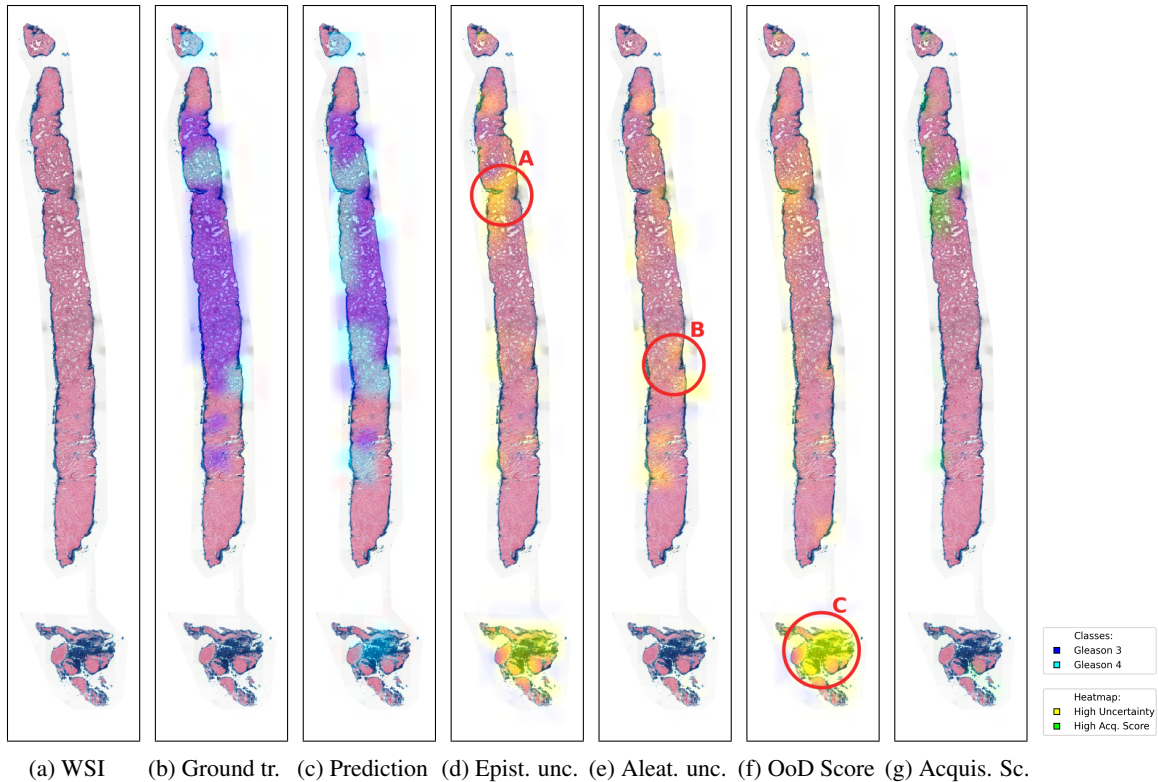 A
B
C
Classes:
Gleason 3
Gleason 4
Heatmap:
High Uncertainty
High Acq. Score
(a) WSI (b) Ground tr. (c) Prediction (d) Epist. unc. (e) Aleat. unc. (f) OoD Score (g) Acquis. Sc.